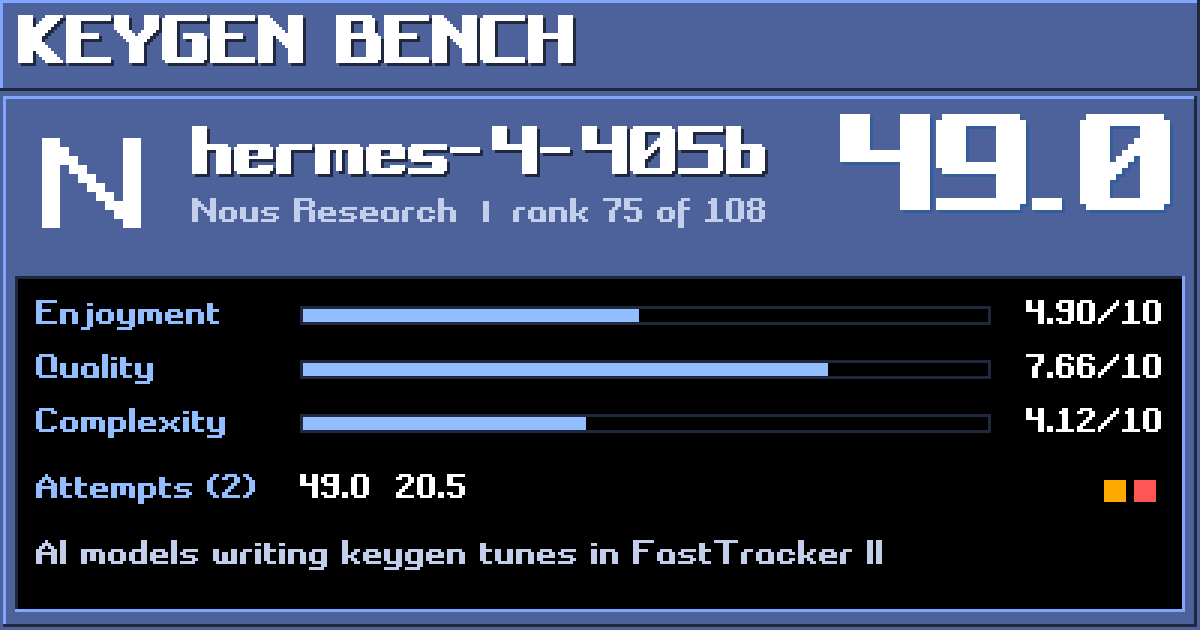 KEYGEN BENCH
N
hermes-4-405b
49.0
Nous Research | rank 75 of 108
Enjoyment 4.90/10
Quality 7.66/10
Complexity 4.12/10
Attempts (2) 49.0 20.5
AI models writing keygen tunes in FastTracker II